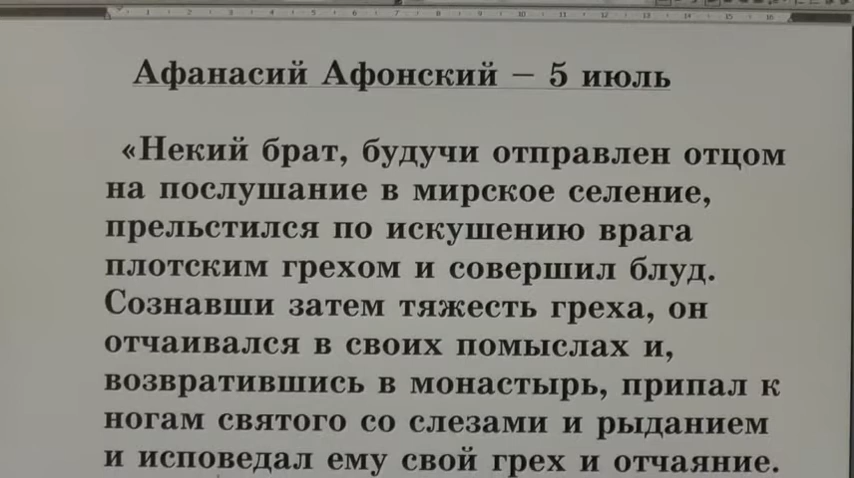 Афанасий Афонский – 5 июль
«Некий брат, будучи отправлен отцом
на послушание в мирское селение,
прельстился по искушению врага
плотским грехом и совершил блуд.
Сознавши затем тяжесть греха, он
отчаивался в своих помыслах и,
возвратившись в монастырь, припал к
ногам святого со слезами и рыданием
и исповедал ему свой грех и отчаяние.